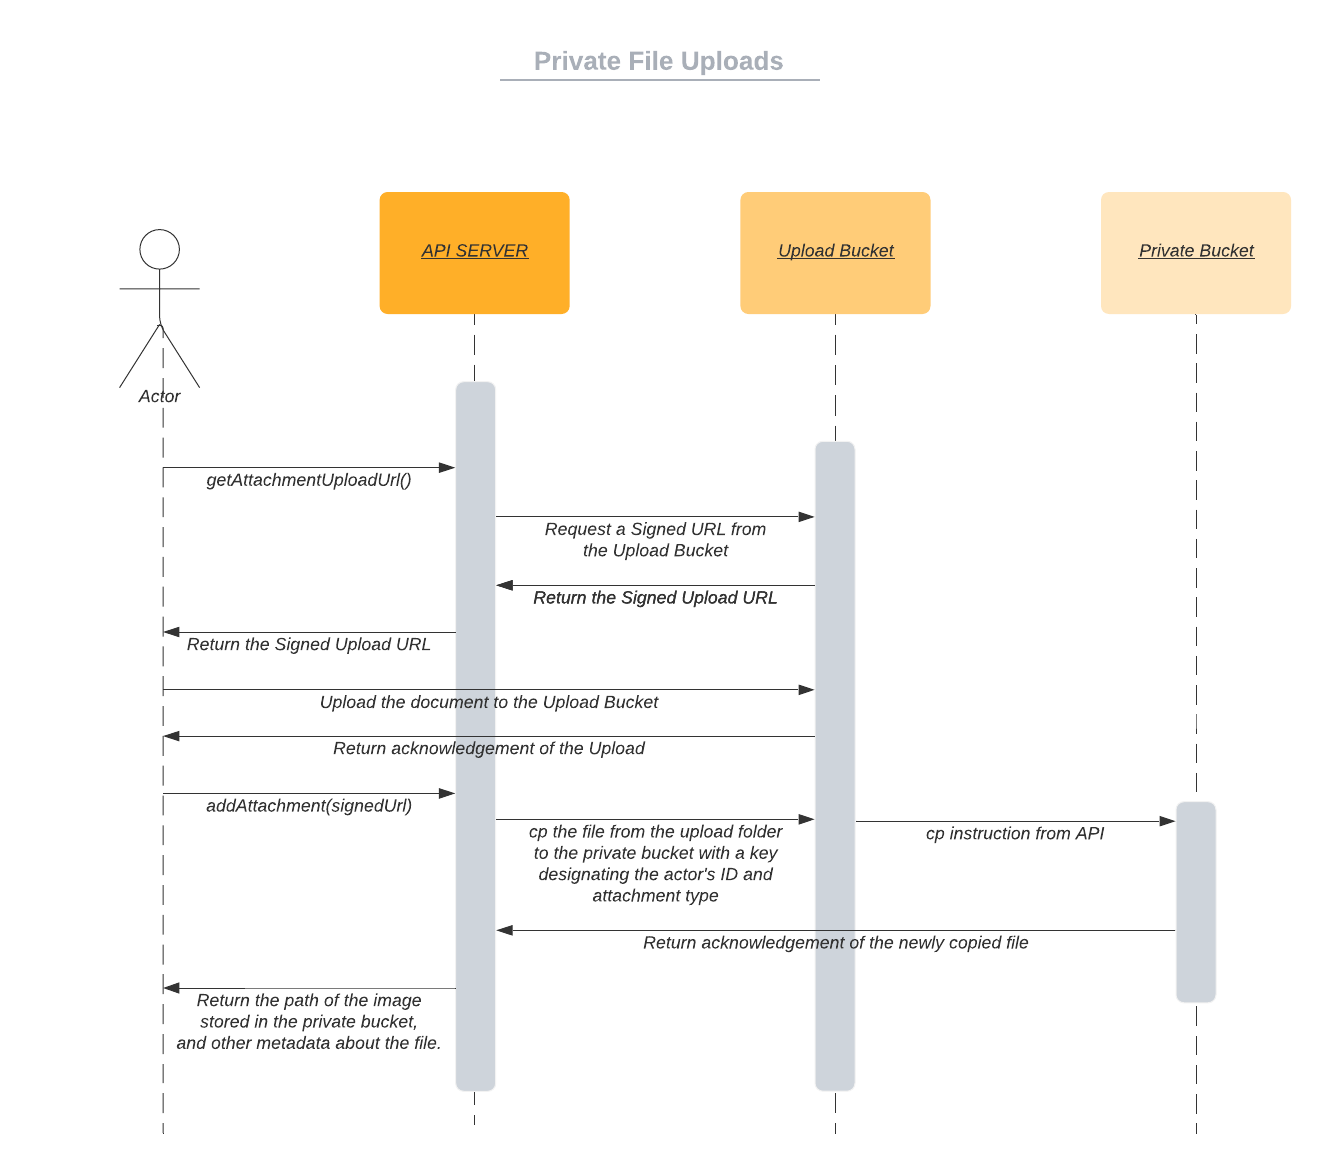 Private File Uploads
API SERVER
Upload Bucket
Private Bucket
Actor
getAttachmentUploadUrl()
Request a Signed URL from
the Upload Bucket
Return the Signed Upload URL
Return the Signed Upload URL
Upload the document to the Upload Bucket
Return acknowledgement of the Upload
addAttachment(signedUrl)
cp the file from the upload folder
to the private bucket with a key
designating the actor's ID and
attachment type
cp instruction from API
Return acknowledgement of the newly copied file
Return the path of the image
stored in the private bucket,
and other metadata about the file.